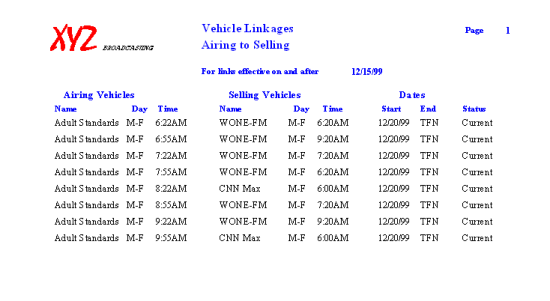 XYZ BROADCASTING
Vehicle Linkages Page 1
Airing to Selling
For links effective on and after 12/15/99
Airing Vehicles Selling Vehicles Dates
Name Day Time Name Day Time Start End Status
Adult Standards M-F 6:22AM WONE-FM M-F 6:20AM 12/20/99 TFN Current
Adult Standards M-F 6:55AM WONE-FM M-F 9:20AM 12/20/99 TFN Current
Adult Standards M-F 7:22AM WONE-FM M-F 7:20AM 12/20/99 TFN Current
Adult Standards M-F 7:55AM WONE-FM M-F 6:20AM 12/20/99 TFN Current
Adult Standards M-F 8:22AM CNN Max M-F 6:00AM 12/20/99 TFN Current
Adult Standards M-F 8:55AM WONE-FM M-F 7:20AM 12/20/99 TFN Current
Adult Standards M-F 9:22AM WONE-FM M-F 9:20AM 12/20/99 TFN Current
Adult Standards M-F 9:55AM CNN Max M-F 6:00AM 12/20/99 TFN Current